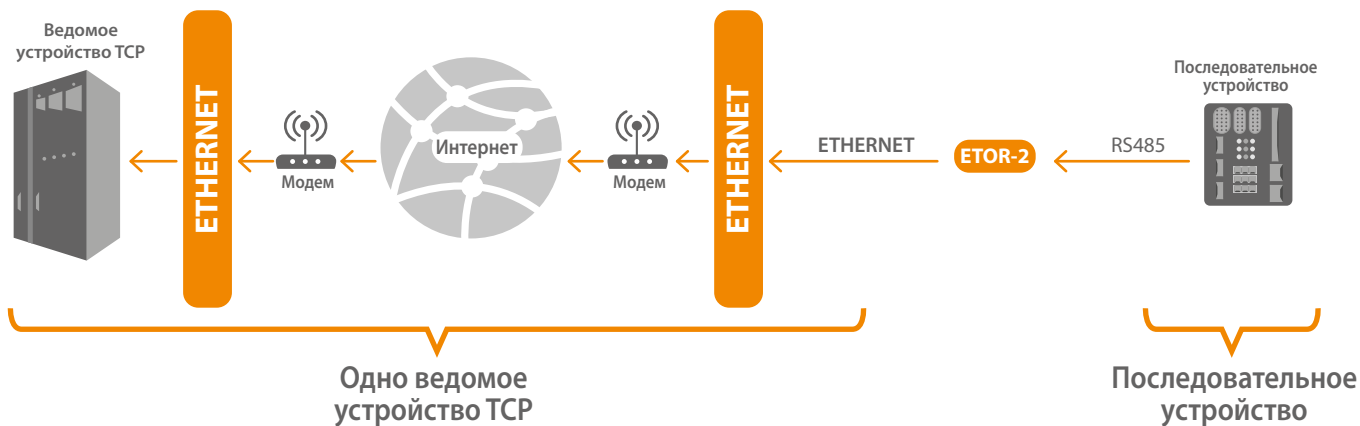 Ведомое
устройство TCP
ETHERNET
Модем
Интернет
Модем
ETHERNET
ETHERNET
ETOR-2
RS485
Последовательное
устройство
Одно ведомое
устройство TCP
Последовательное
устройство